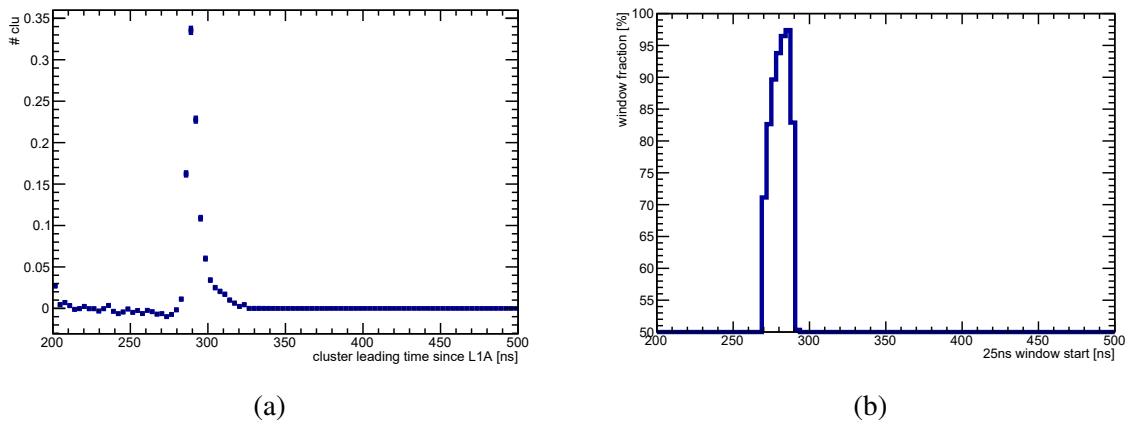 # clu
0.35
0.3
0.25
0.2
0.15
0.1
0.05
0
200 250 300 350 400 450 500
cluster leading time since L1A [ns]
(a)
window fraction [%]
100
95
90
85
80
75
70
65
60
55
50
200 250 300 350 400 450 500
25ns window start [ns]
(b)